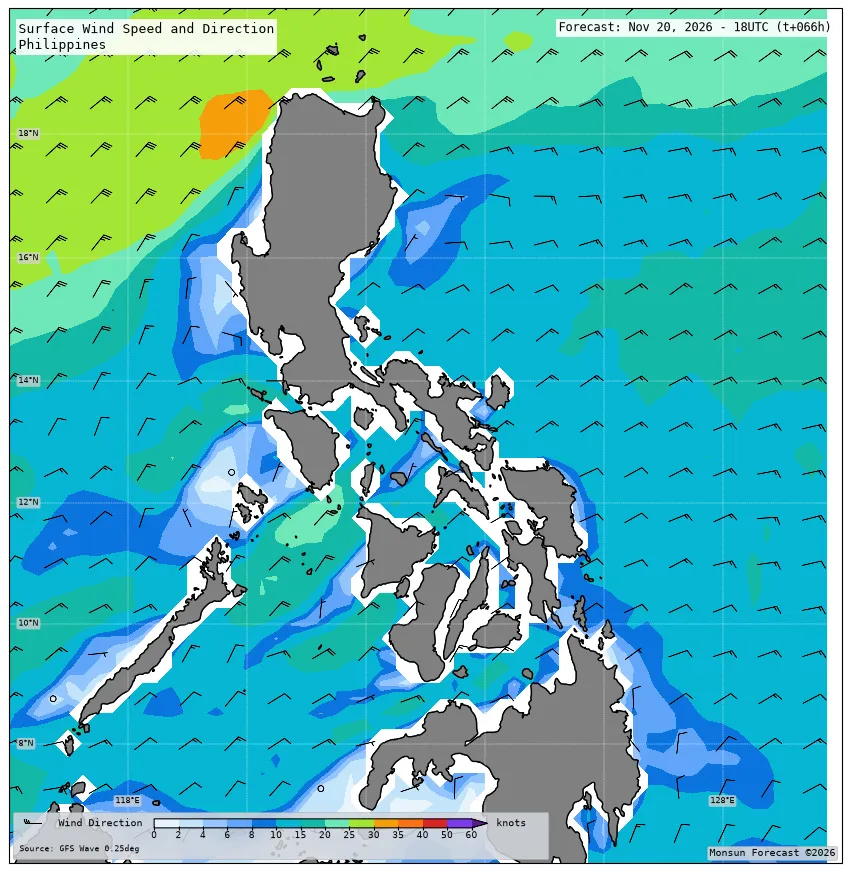 Surface Wind Speed and Direction
Philippines
Forecast: Nov 20, 2026 - 18UTC (t+066h)
18°N
16°N
14°N
12°N
10°N
8°N
118°E
128°E
Wind Direction
0 2 4 6 8 10 15 20 25 30 35 40 50 60
knots
Source: GFS Wave 0.25deg
Monsun Forecast ©2026